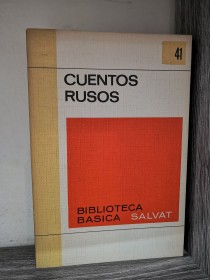 41
CUENTOS
RUSOS
BIBLIOTECA
BASICA SALVAT